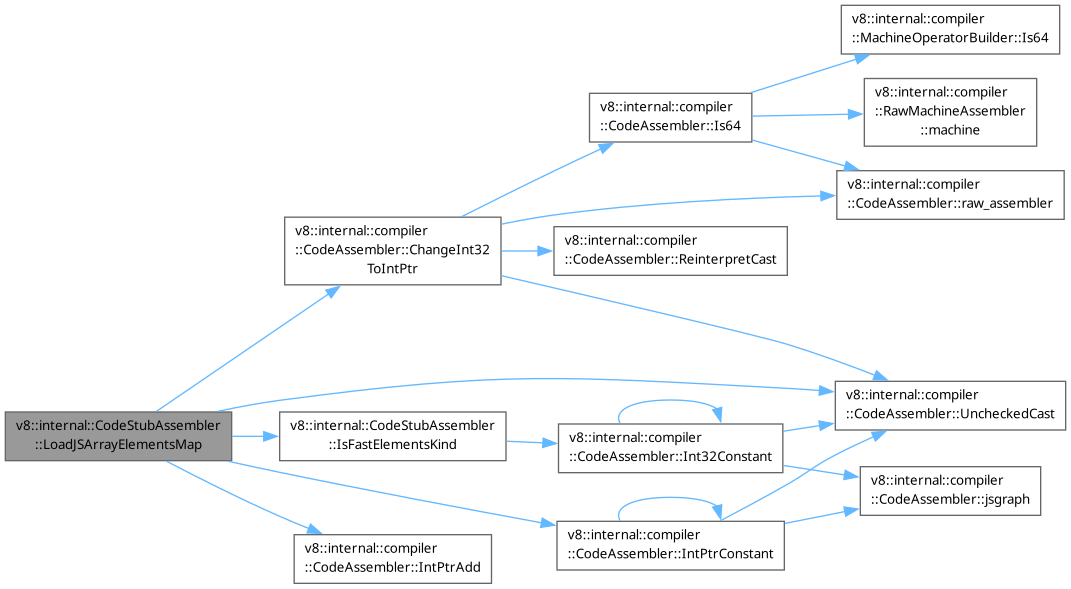 v8::internal::compiler
::MachineOperatorBuilder::Is64
v8::internal::compiler
::RawMachineAssembler
::machine
v8::internal::compiler
::CodeAssembler::Is64
v8::internal::compiler
::CodeAssembler::raw_assembler
v8::internal::compiler
::CodeAssembler::ChangeInt32
ToIntPtr
v8::internal::compiler
::CodeAssembler::ReinterpretCast
v8::internal::CodeStubAssembler
::LoadJSArrayElementsMap
v8::internal::CodeStubAssembler
::IsFastElementsKind
v8::internal::compiler
::CodeAssembler::UncheckedCast
v8::internal::compiler
::CodeAssembler::Int32Constant
v8::internal::compiler
::CodeAssembler::jsgraph
v8::internal::compiler
::CodeAssembler::IntPtrConstant
v8::internal::compiler
::CodeAssembler::IntPtrAdd